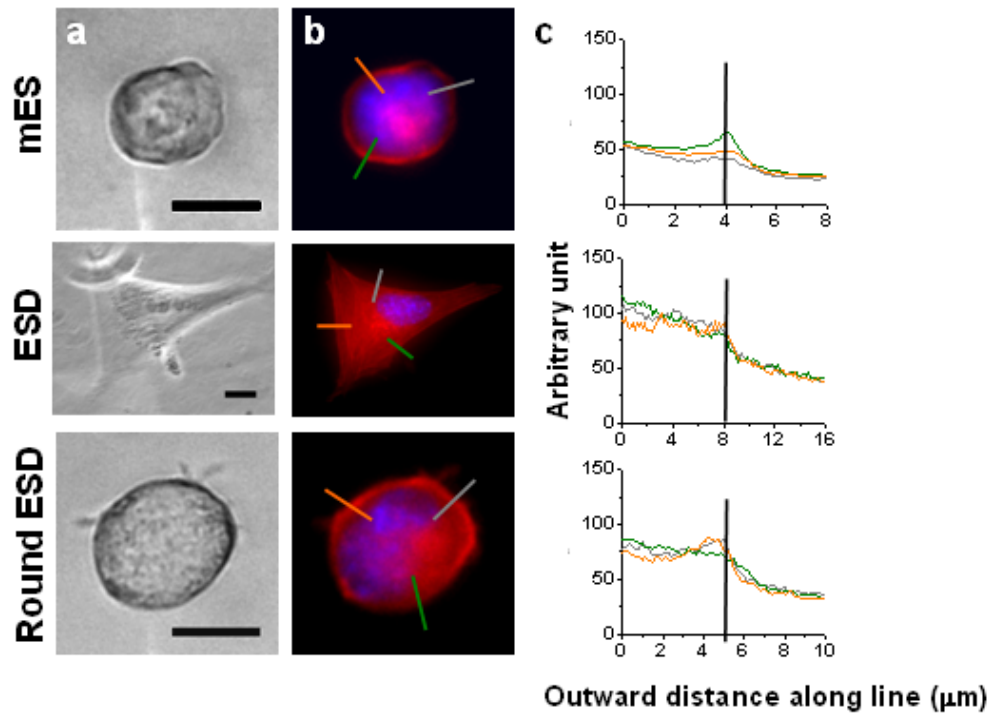 a
b
c
mES
150
100
50
0
0 2 4 6 8
ESD
150
100
50
0
0 4 8 12 16
Round ESD
150
100
50
0
0 2 4 6 8 10
Arbitrary unit
Outward distance along line (μm)